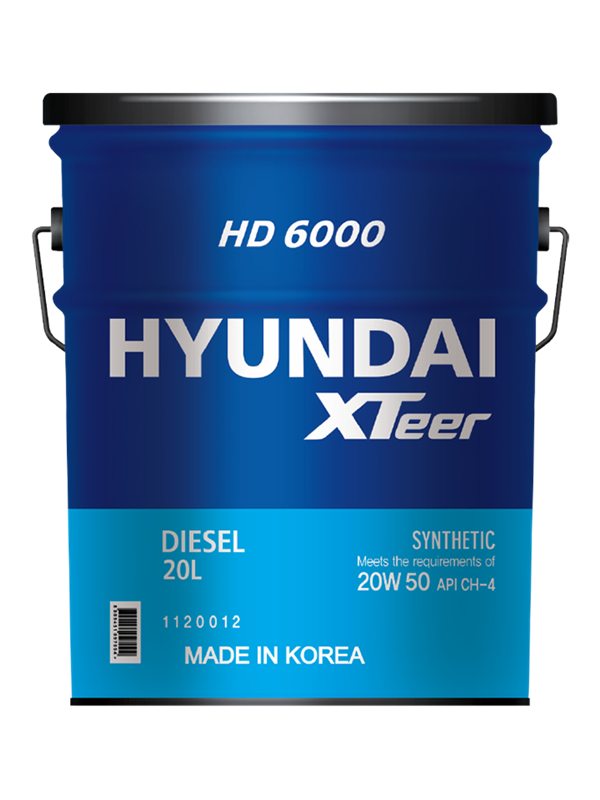 HD 6000
HYUNDAI
XTeer
DIESEL
20L
SYNTHETIC
Meets the requirements of
20W 50 API CH-4
1120012
MADE IN KOREA